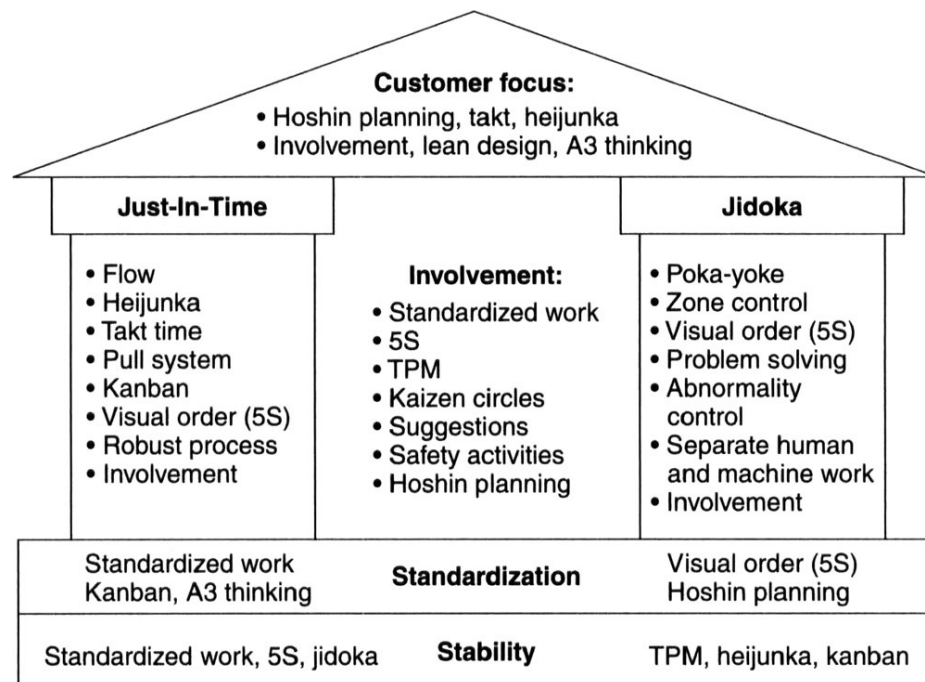 Customer focus:
• Hoshin planning, takt, heijunka
• Involvement, lean design, A3 thinking
Just-In-Time
• Flow
• Heijunka
• Takt time
• Pull system
• Kanban
• Visual order (5S)
• Robust process
• Involvement
Involvement:
• Standardized work
• 5S
• TPM
• Kaizen circles
• Suggestions
• Safety activities
• Hoshin planning
Jidoka
• Poka-yoke
• Zone control
• Visual order (5S)
• Problem solving
• Abnormality
control
• Separate human
and machine work
• Involvement
Standardized work
Kanban, A3 thinking
Standardization
Visual order (5S)
Hoshin planning
Standardized work, 5S, jidoka
Stability
TPM, heijunka, kanban